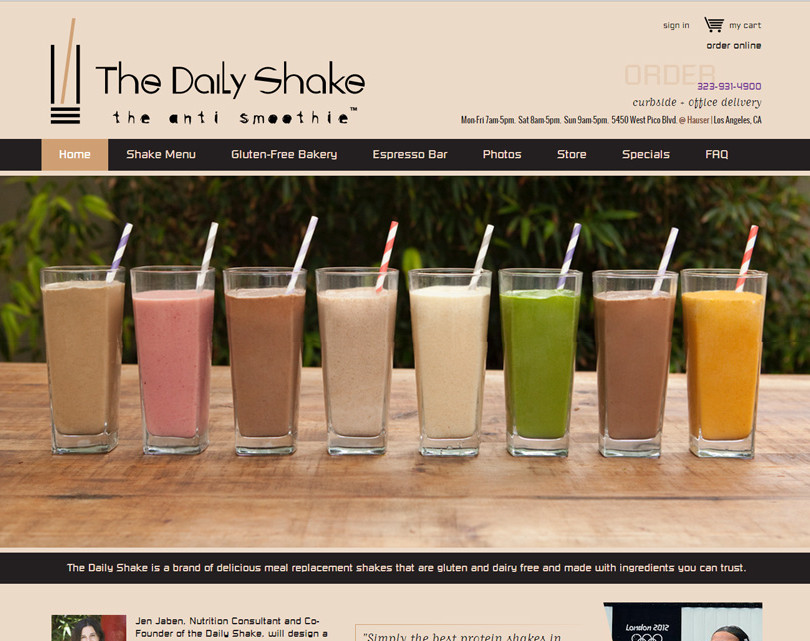 sign in my cart
order online
ORDER
323-931-4900
curbside - office delivery
Mon-Fri 7am-5pm. Sat 8am-5pm. Sun 9am-5pm. 5450 West Pico Blvd. @ Hauser | Los Angeles, CA
The Daily Shake
the anti smoothie™
Home Shake Menu Gluten-Free Bakery Espresso Bar Photos Store Specials FAQ
The Daily Shake is a brand of delicious meal replacement shakes that are gluten and dairy free and made with ingredients you can trust.
Jen Jaben, Nutrition Consultant and Co-
Founder of the Daily Shake, will design a
"Simply the best protein shakes in
London 2012